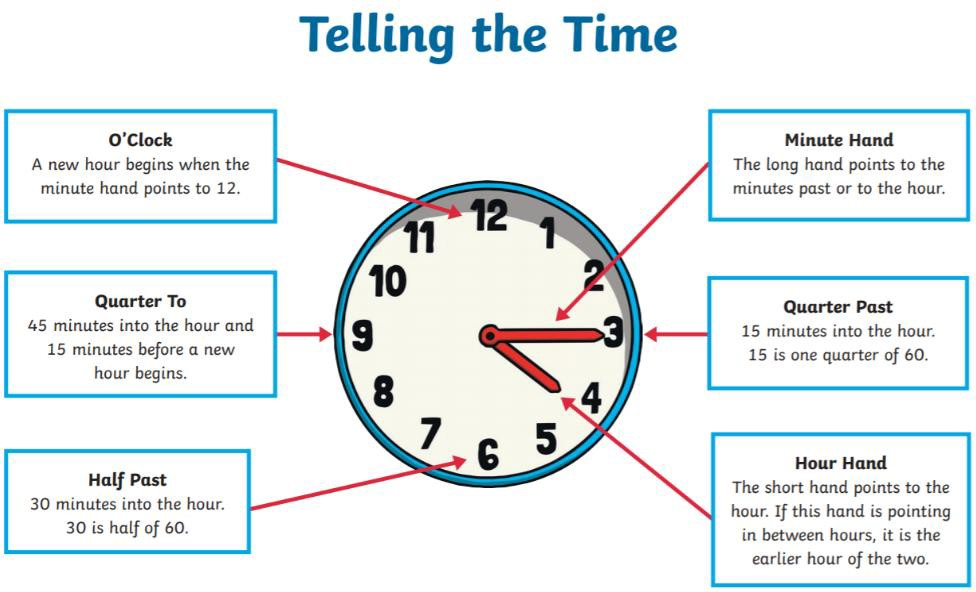 Telling the Time
O'Clock
A new hour begins when the
minute hand points to 12.
Minute Hand
The long hand points to the
minutes past or to the hour.
Quarter To
45 minutes into the hour and
15 minutes before a new
hour begins.
Quarter Past
15 minutes into the hour.
15 is one quarter of 60.
Half Past
30 minutes into the hour.
30 is half of 60.
Hour Hand
The short hand points to the
hour. If this hand is pointing
in between hours, it is the
earlier hour of the two.
12
1
2
3
4
5
6
7
8
9
10
11